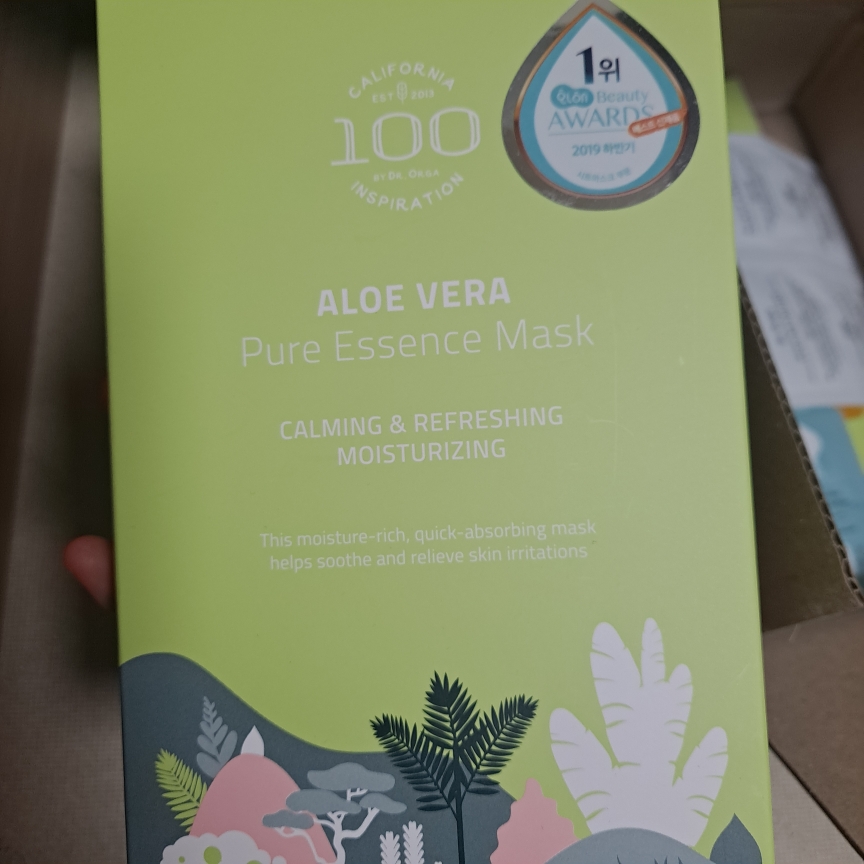 CALIFORNIA
EST 2013
100
BY DR. ORGA
INSPIRATION
1위
Beauty
AWARDS
2019 하반기
ALOE VERA
Pure Essence Mask
CALMING & REFRESHING
MOISTURIZING
This moisture-rich, quick-absorbing mask
helps soothe and relieve skin irritations